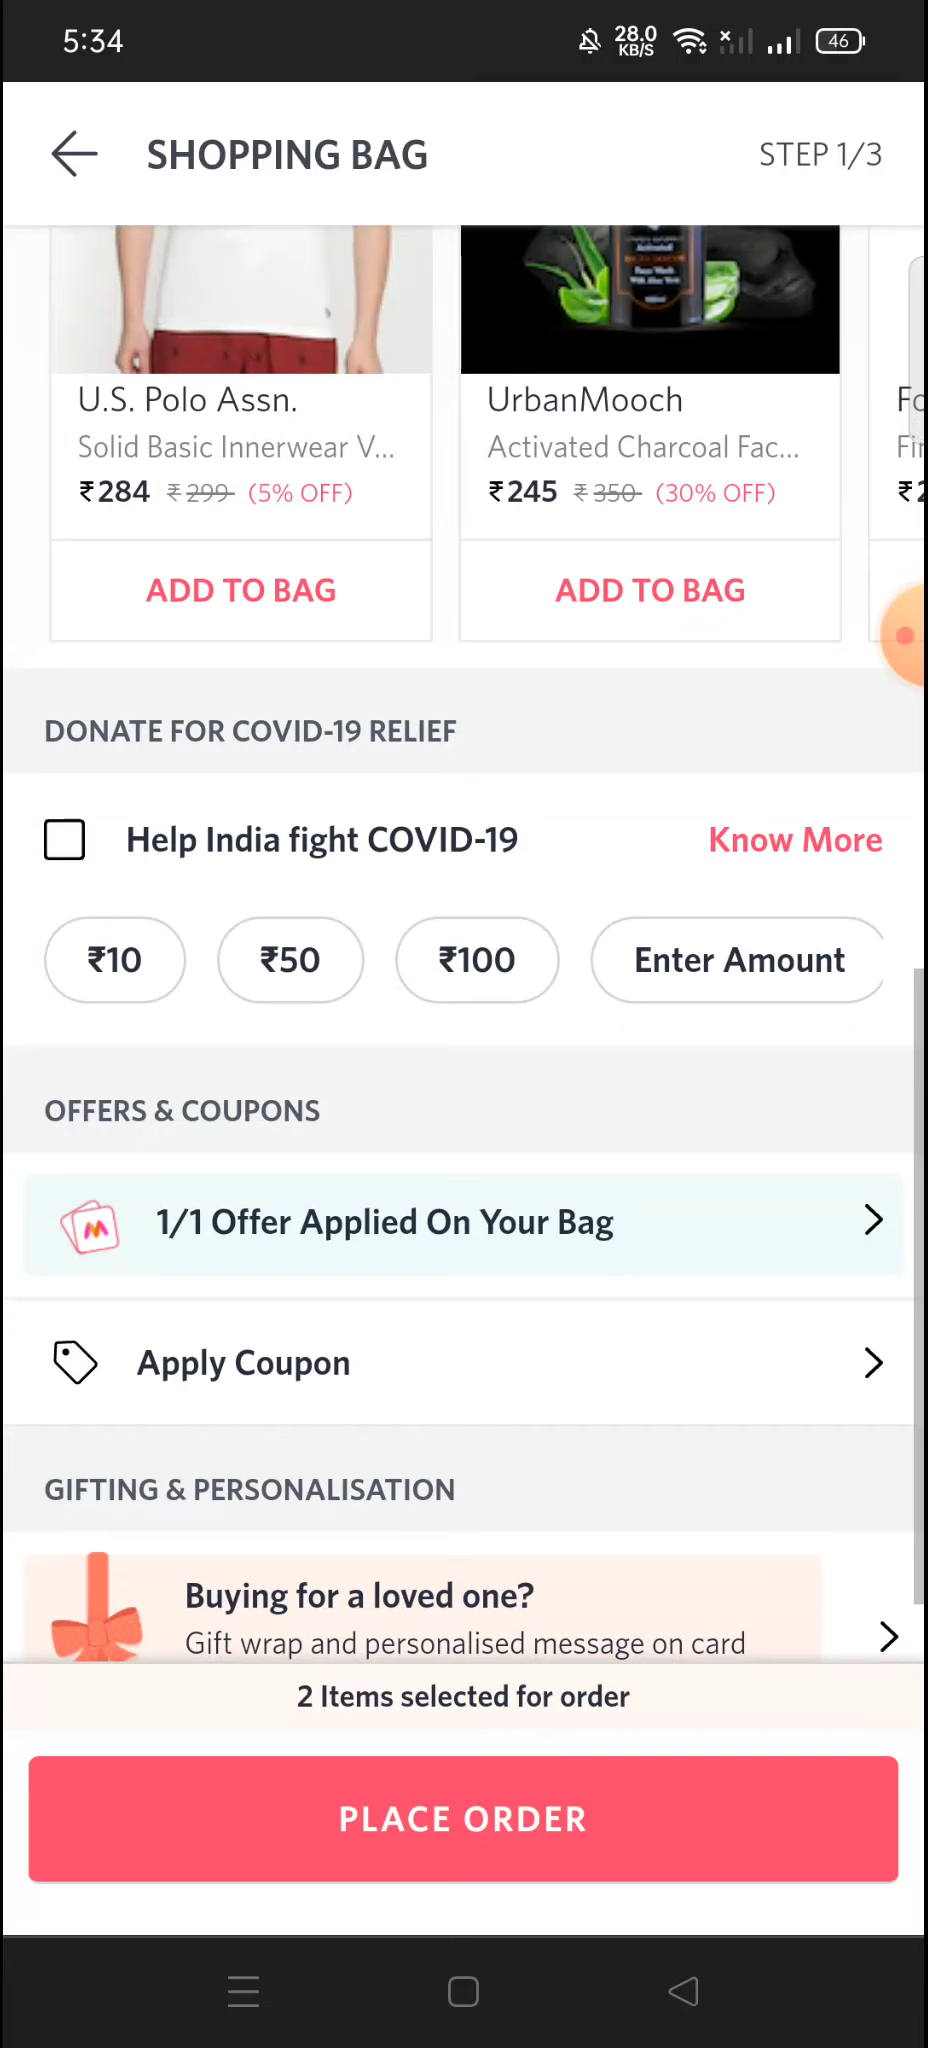 5:34
28.0
KB/S
46
SHOPPING BAG
STEP 1/3
U.S. Polo Assn.
Solid Basic Innerwear V...
₹284 ₹299 (5% OFF)
ADD TO BAG
UrbanMooch
Activated Charcoal Fac...
₹245 ₹350 (30% OFF)
ADD TO BAG
DONATE FOR COVID-19 RELIEF
Help India fight COVID-19
Know More
₹10
₹50
₹100
Enter Amount
OFFERS & COUPONS
1/1 Offer Applied On Your Bag
Apply Coupon
GIFTING & PERSONALISATION
Buying for a loved one?
Gift wrap and personalised message on card
2 Items selected for order
PLACE ORDER